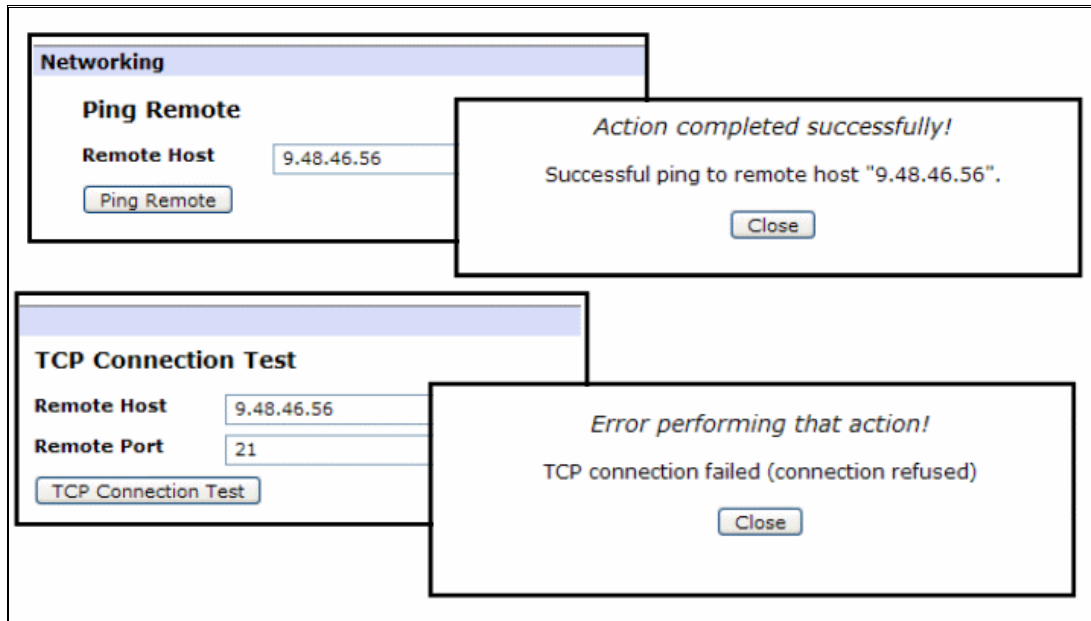 Networking
Ping Remote
Remote Host 9.48.46.56
Ping Remote
Action completed successfully!
Successful ping to remote host "9.48.46.56".
Close
TCP Connection Test
Remote Host 9.48.46.56
Remote Port 21
TCP Connection Test
Error performing that action!
TCP connection failed (connection refused)
Close